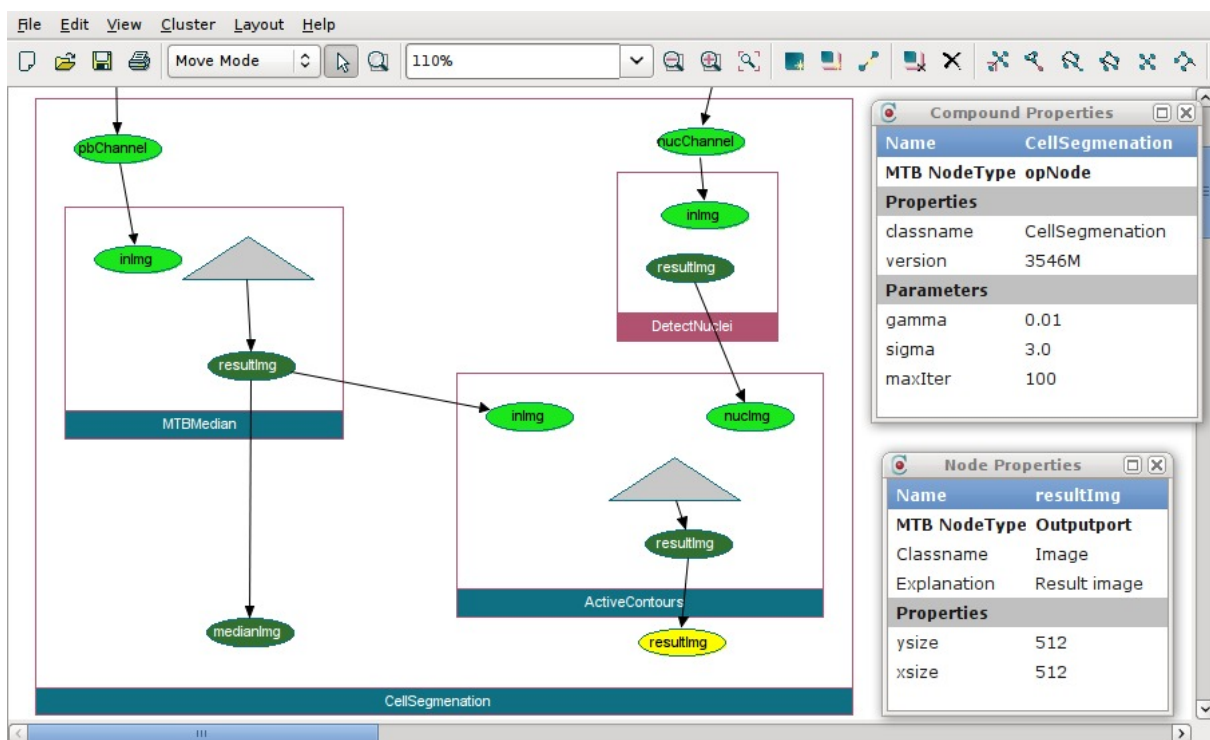 File Edit View Cluster Layout Help
Move Mode 110%
pbChannel
nucChannel
inImg
inImg
resultImg
DetectNuclei
resultImg
MTBMedian
inImg
nucImg
resultImg
ActiveContours
medianImg
resultImg
CellSegmenation
Compound Properties
Name CellSegmenation
MTB NodeType opNode
Properties
classname CellSegmenation
version 3546M
Parameters
gamma 0.01
sigma 3.0
maxIter 100
Node Properties
Name resultImg
MTB NodeType Outputport
Classname Image
Explanation Result image
Properties
ysize 512
xsize 512